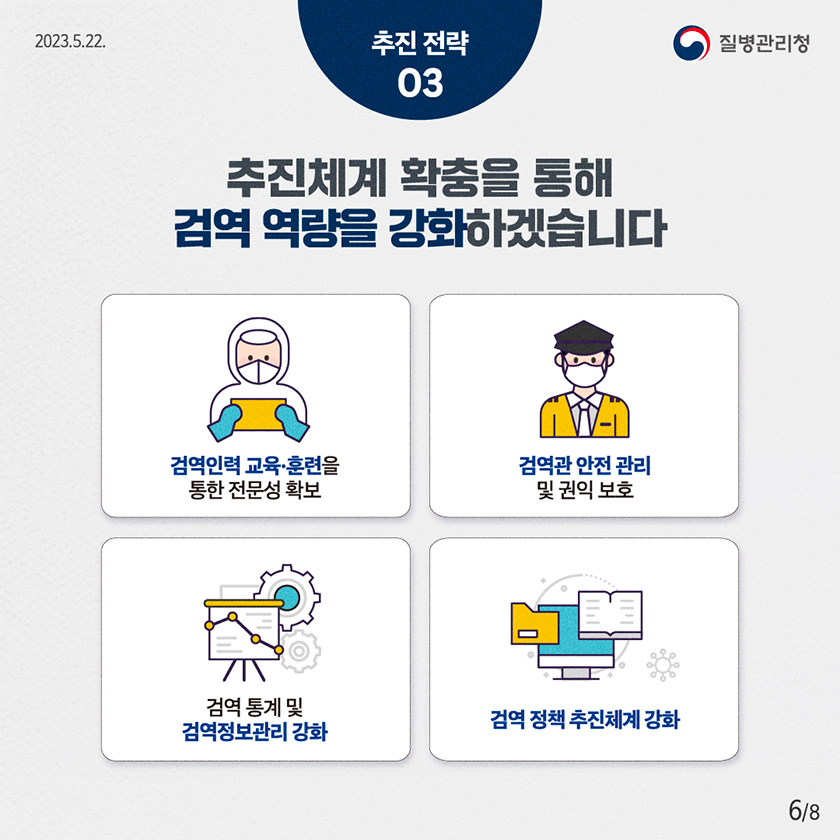 2023.5.22.
추진 전략
03
질병관리청
추진체계 확충을 통해
검역 역량을 강화하겠습니다
검역인력 교육·훈련을
통한 전문성 확보
검역관 안전 관리
및 권익 보호
검역 통계 및
검역정보관리 강화
검역 정책 추진체계 강화
6/8